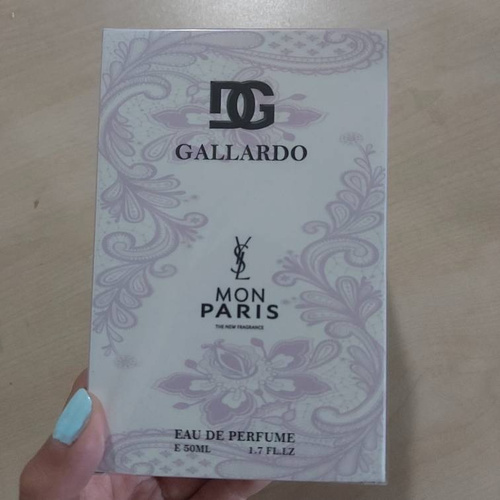 DG
GALLARDO
YSL
MON
PARIS
THE NEW FRAGRANCE
EAU DE PERFUME
E 50ML 1.7 FL.LZ